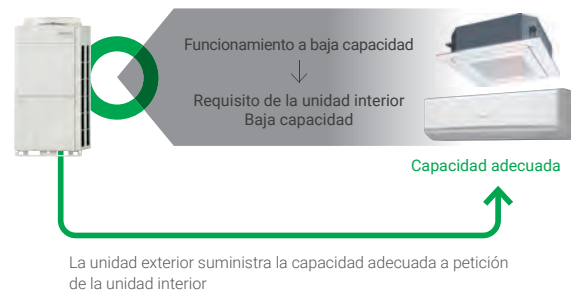 Funcionamiento a baja capacidad
Requisito de la unidad interior
Baja capacidad
Capacidad adecuada
La unidad exterior suministra la capacidad adecuada a petición
de la unidad interior